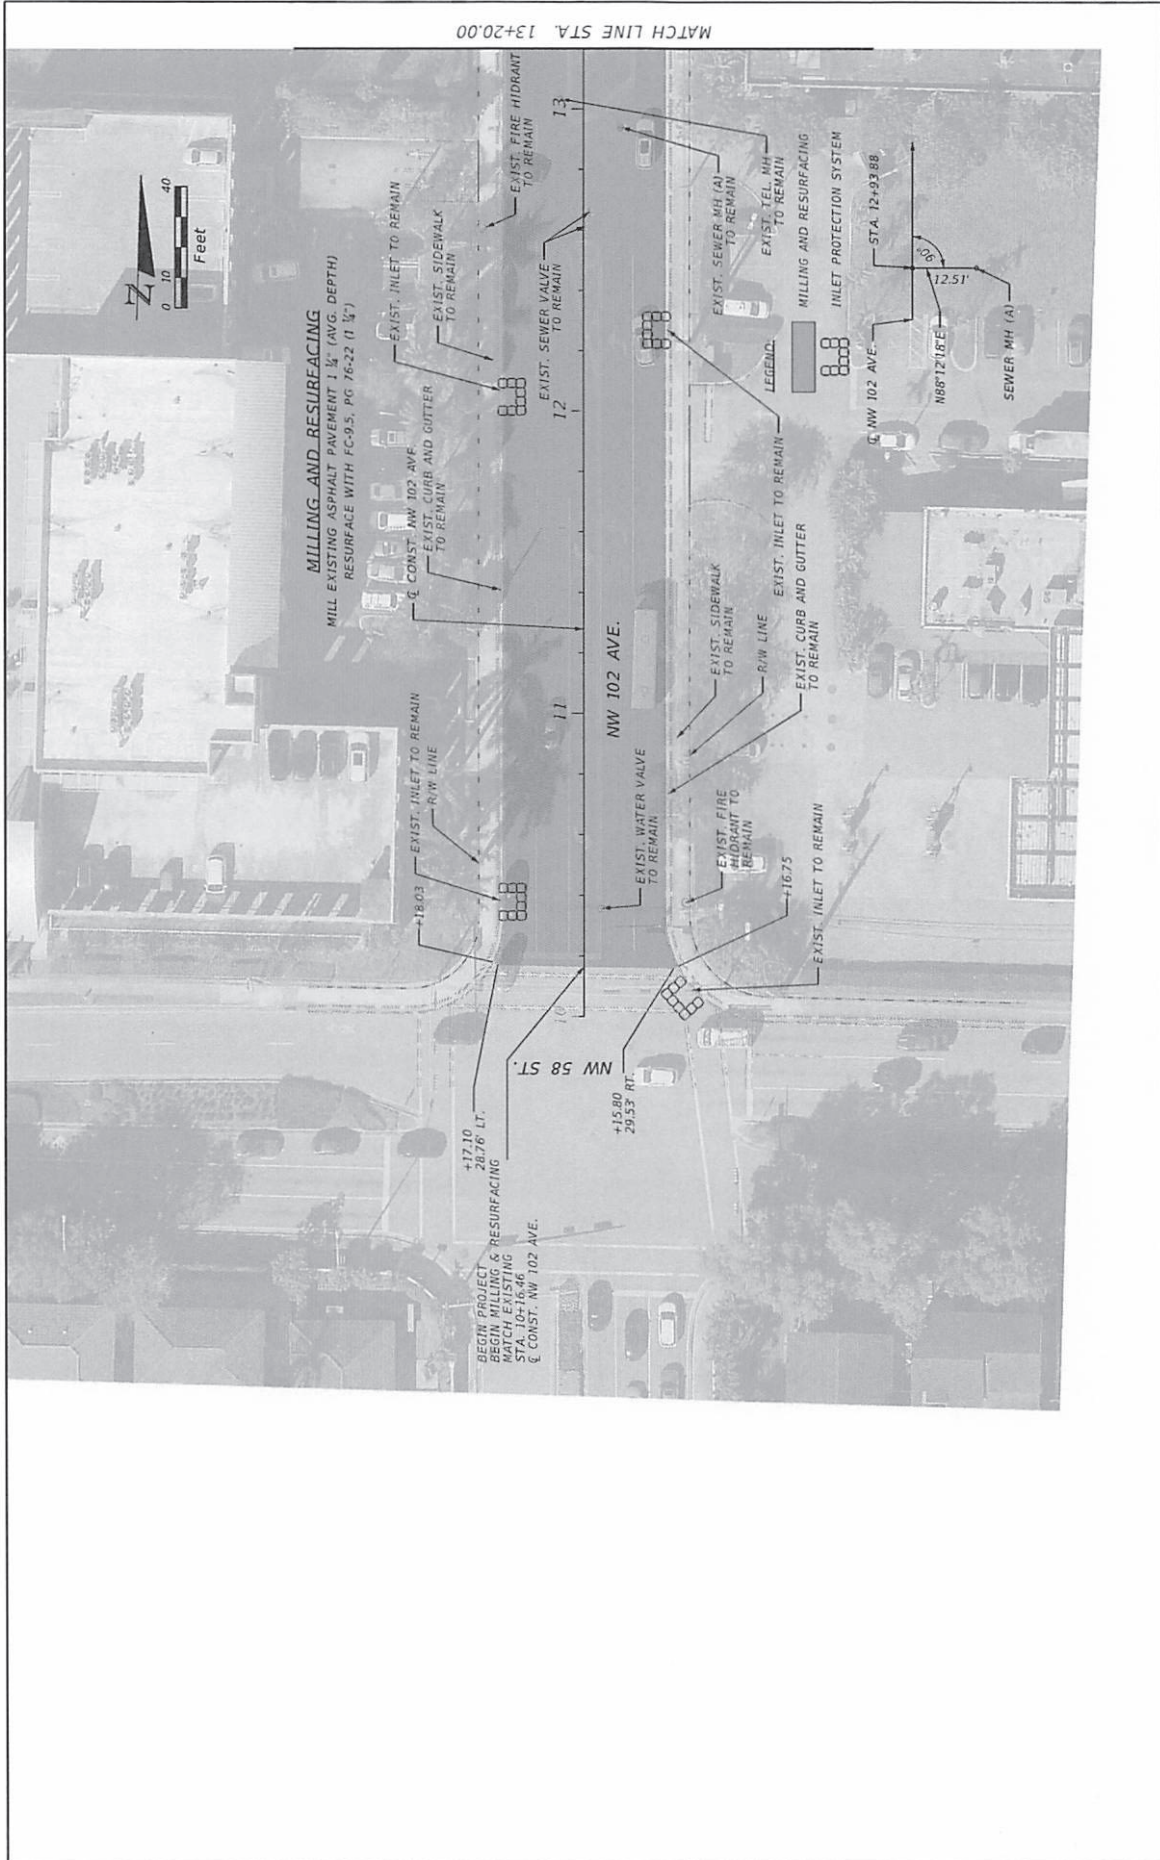 MATCH LINE STA. 13+20.00
N
0 10 40
Feet
MILLING AND RESURFACING
MILL EXISTING ASPHALT PAVEMENT 1 ¼" (AVG. DEPTH)
RESURFACE WITH FC-9.5, PG 76-22 (1 ¼")
EXIST. FIRE HIDRANT
TO REMAIN
EXIST. INLET TO REMAIN
EXIST. SIDEWALK
TO REMAIN
EXIST. SEWER VALVE
TO REMAIN
℄ CONST. NW 102 AVE.
EXIST. CURB AND GUTTER
TO REMAIN
EXIST. INLET TO REMAIN
R/W LINE
+18.03
10
11
12
13
NW 102 AVE.
NW 58 ST.
+17.10
28.76' LT.
BEGIN PROJECT
BEGIN MILLING & RESURFACING
MATCH EXISTING
STA. 10+16.46
℄ CONST. NW 102 AVE.
+15.80
29.53' RT.
EXIST. WATER VALVE
TO REMAIN
EXIST. FIRE
HIDRANT TO
REMAIN
+16.75
EXIST. INLET TO REMAIN
EXIST. SIDEWALK
TO REMAIN
R/W LINE
EXIST. CURB AND GUTTER
TO REMAIN
EXIST. INLET TO REMAIN
EXIST. SEWER MH (A)
TO REMAIN
EXIST. TEL. MH
TO REMAIN
LEGEND:
MILLING AND RESURFACING
INLET PROTECTION SYSTEM
℄ NW 102 AVE.
STA. 12+93.88
90°
12.51'
N88°12'18"E
SEWER MH (A)